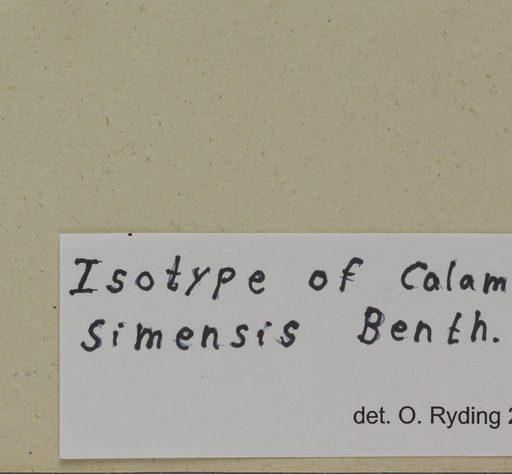 Isotype of Calam
simensis Benth.
det. O. Ryding 2